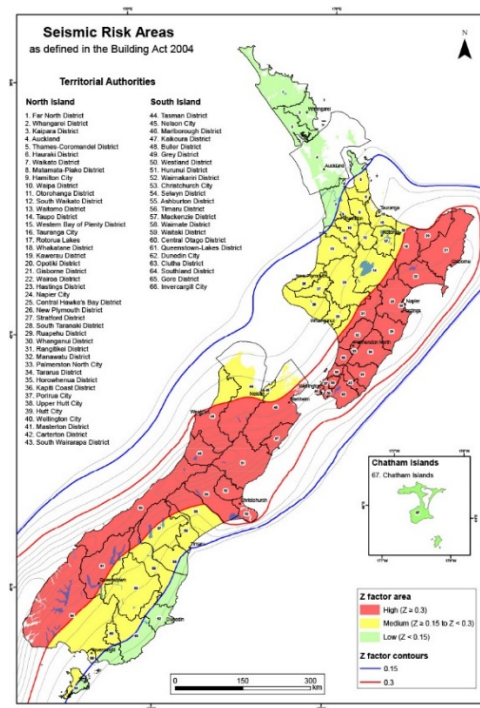 Seismic Risk Areas
as defined in the Building Act 2004
N
Territorial Authorities
North Island
1. Far North District
2. Whangarei District
3. Kaipara District
4. Auckland
5. Thames-Coromandel District
6. Hauraki District
7. Waikato District
8. Matamata-Piako District
9. Hamilton City
10. Waipa District
11. Otorohanga District
12. South Waikato District
13. Waitomo District
14. Taupo District
15. Western Bay of Plenty District
16. Tauranga City
17. Rotorua Lakes
18. Whakatane District
19. Kawerau District
20. Opotiki District
21. Gisborne District
22. Wairoa District
23. Hastings District
24. Napier City
25. Central Hawke's Bay District
26. New Plymouth District
27. Stratford District
28. South Taranaki District
29. Ruapehu District
30. Whanganui District
31. Rangitikei District
32. Manawatu District
33. Palmerston North City
34. Tararua District
35. Horowhenua District
36. Kapiti Coast District
37. Porirua City
38. Upper Hutt City
39. Hutt City
40. Wellington City
41. Masterton District
42. Carterton District
43. South Wairarapa District
South Island
44. Tasman District
45. Nelson City
46. Marlborough District
47. Kaikoura District
48. Buller District
49. Grey District
50. Westland District
51. Hurunui District
52. Waimakariri District
53. Christchurch City
54. Selwyn District
55. Ashburton District
56. Timaru District
57. Mackenzie District
58. Waimate District
59. Waitaki District
60. Central Otago District
61. Queenstown-Lakes District
62. Dunedin City
63. Clutha District
64. Southland District
65. Gore District
66. Invercargill City
Whangarei
Auckland
Tauranga
Gisborne
Napier
Hastings
Whanganui
Palmerston North
Wellington
Nelson
Blenheim
Christchurch
Queenstown
Dunedin
Chatham Islands
67. Chatham Islands
Z factor area
High (Z ≥ 0.3)
Medium (Z ≥ 0.15 to Z < 0.3)
Low (Z < 0.15)
Z factor contours
0.15
0.3
0 150 300
km